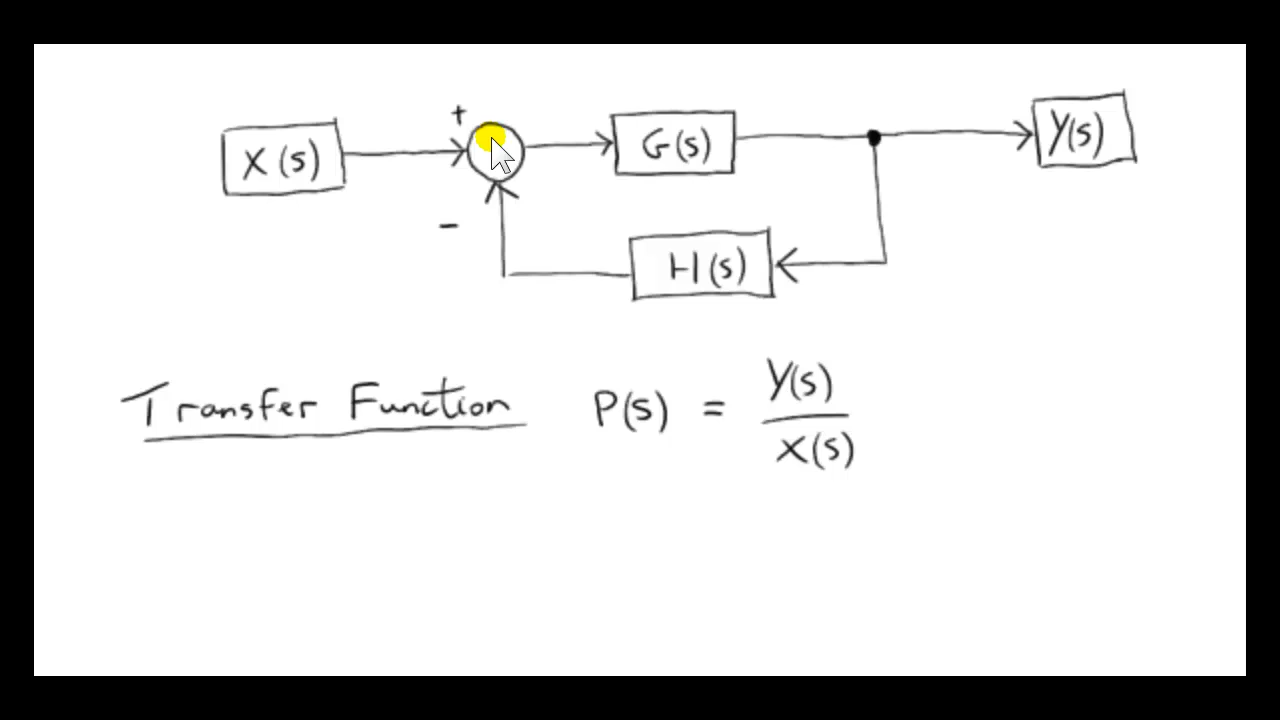 +
X(s) G(s) Y(s)
-
H(s)
Transfer Function P(s) = Y(s)
X(s)